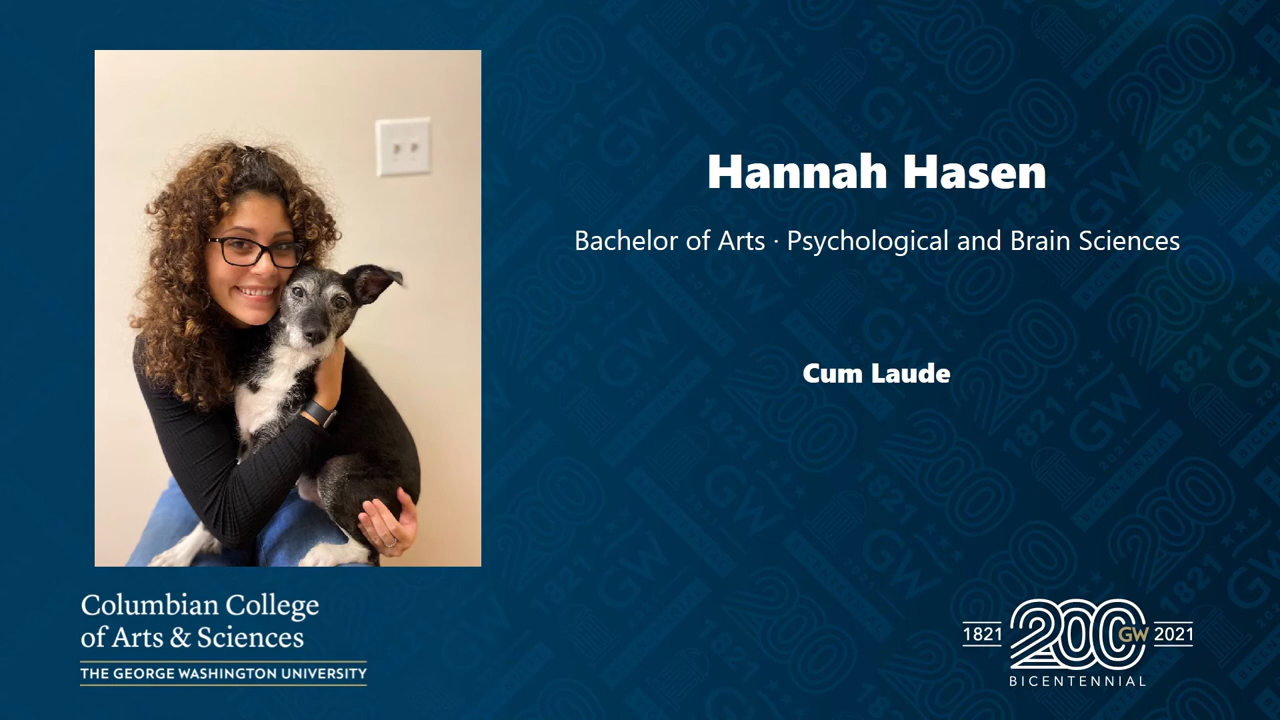 Hannah Hasen
Bachelor of Arts · Psychological and Brain Sciences
Cum Laude
Columbian College
of Arts & Sciences
THE GEORGE WASHINGTON UNIVERSITY
1821 200 GW 2021
BICENTENNIAL